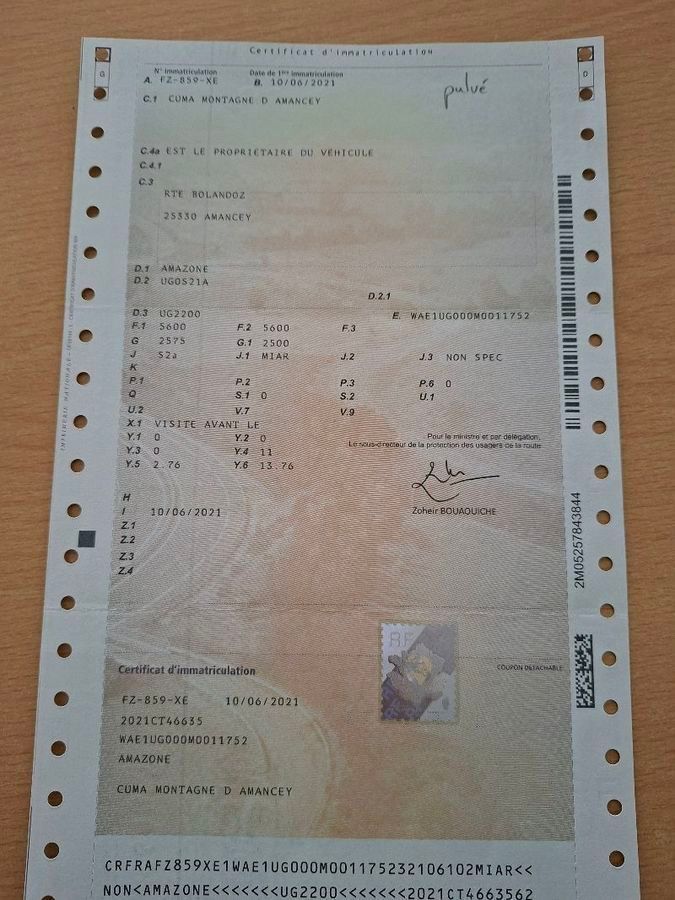 Certificat d'immatriculation
G
D
N° immatriculation Date de 1ère immatriculation
A. FZ-859-XE B. 10/06/2021
pulvé
C.1 CUMA MONTAGNE D AMANCEY
C.4a EST LE PROPRIETAIRE DU VEHICULE
C.4.1
C.3
RTE BOLANDOZ
25330 AMANCEY
D.1 AMAZONE
D.2 UG0S21A
D.2.1
D.3 UG2200 E. WAE1UG000M0011752
F.1 5600 F.2 5600 F.3
G 2575 G.1 2500
J S2a J.1 MIAR J.2 J.3 NON SPEC
K
P.1 P.2 P.3 P.6 0
Q S.1 0 S.2 U.1
U.2 V.7 V.9
X.1 VISITE AVANT LE
Y.1 0 Y.2 0
Y.3 0 Y.4 11
Y.5 2.76 Y.6 13.76
Pour le ministre et par délégation,
Le sous-directeur de la protection des usagers de la route
Zoheir BOUAOUICHE
H
I 10/06/2021
Z.1
Z.2
Z.3
Z.4
2M05257843844
RF
Certificat d'immatriculation
COUPON DÉTACHABLE
FZ-859-XE 10/06/2021
2021CT46635
WAE1UG000M0011752
AMAZONE
CUMA MONTAGNE D AMANCEY
CRFRAFZ859XE1WAE1UG000M001175232106102MIAR<<
NON<AMAZONE<<<<<<<UG2200<<<<<<<2021CT4663562